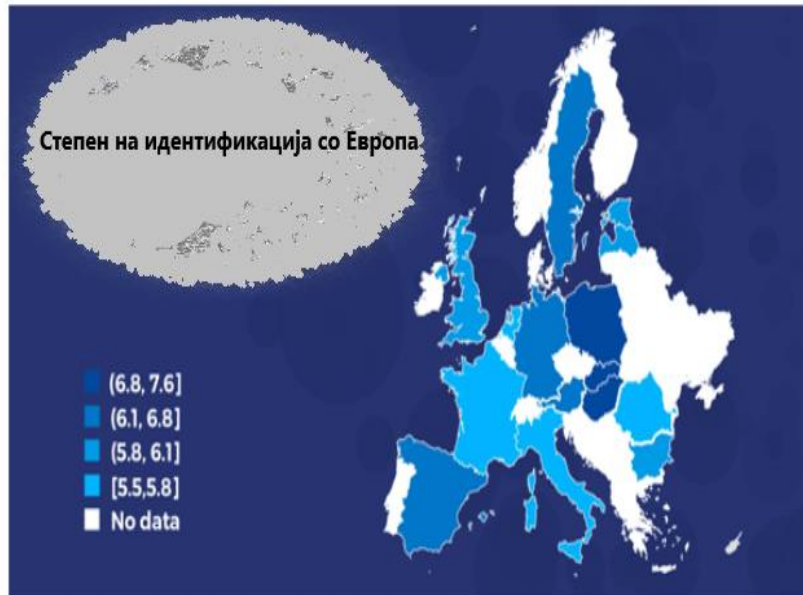 Степен на идентификација со Европа
(6.8, 7.6]
(6.1, 6.8]
(5.8, 6.1]
[5.5,5.8]
No data